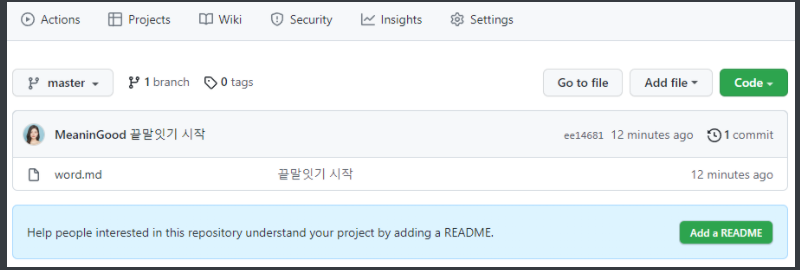 Actions Projects Wiki Security Insights Settings
master 1 branch 0 tags Go to file Add file Code
MeaninGood 끝말잇기 시작 ee14681 12 minutes ago 1 commit
word.md 끝말잇기 시작 12 minutes ago
Help people interested in this repository understand your project by adding a README. Add a README